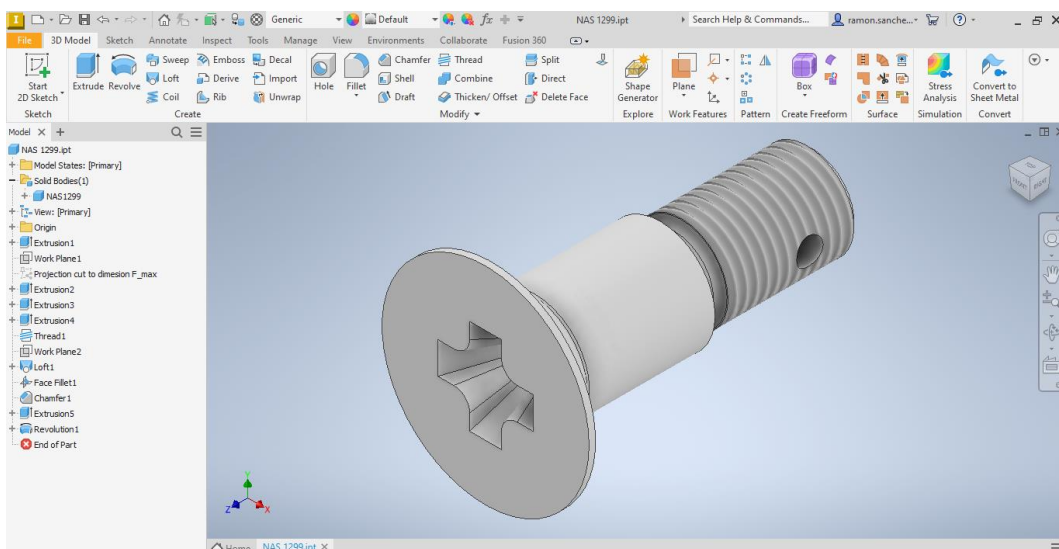 Generic
Default
NAS 1299.ipt
Search Help & Commands...
ramon.sanche...
File 3D Model Sketch Annotate Inspect Tools Manage View Environments Collaborate Fusion 360
Start
2D Sketch
Extrude Revolve
Sweep Emboss Decal
Loft Derive Import
Coil Rib Unwrap
Hole Fillet
Chamfer Thread Split
Shell Combine Direct
Draft Thicken/ Offset Delete Face
Shape
Generator
Plane
Box
Stress
Analysis
Convert to
Sheet Metal
Sketch Create Modify Explore Work Features Pattern Create Freeform Surface Simulation Convert
Model
NAS 1299.ipt
Model States: [Primary]
Solid Bodies(1)
NAS1299
View: [Primary]
Origin
Extrusion1
Work Plane1
Projection cut to dimesion F_max
Extrusion2
Extrusion3
Extrusion4
Thread1
Work Plane2
Loft1
Face Fillet1
Chamfer1
Extrusion5
Revolution1
End of Part
FRONT RIGHT
Y
Z X
Home NAS 1299.ipt